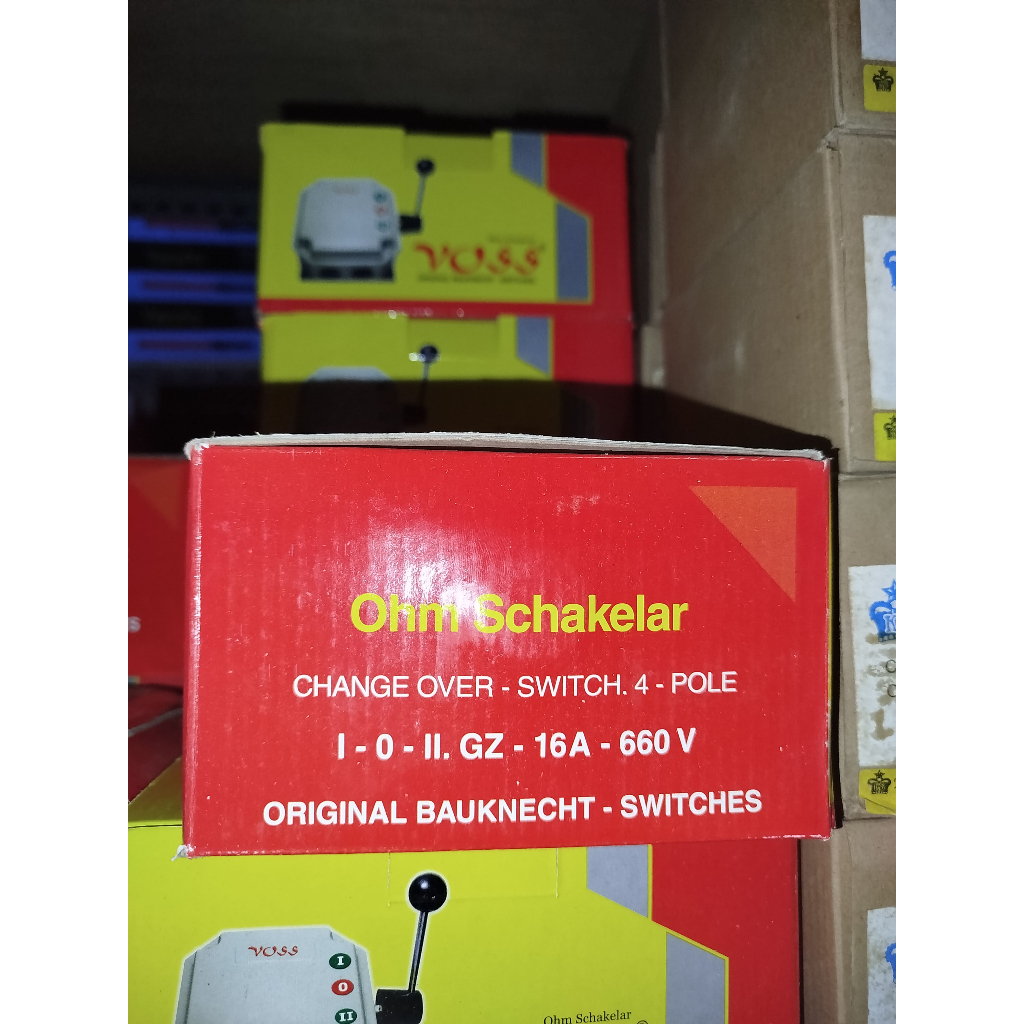 VOSS
Ohm Schakelar
CHANGE OVER - SWITCH. 4 - POLE
I - 0 - II. GZ - 16A - 660 V
ORIGINAL BAUKNECHT - SWITCHES
VOSS
I
O
II
Ohm Schakelar